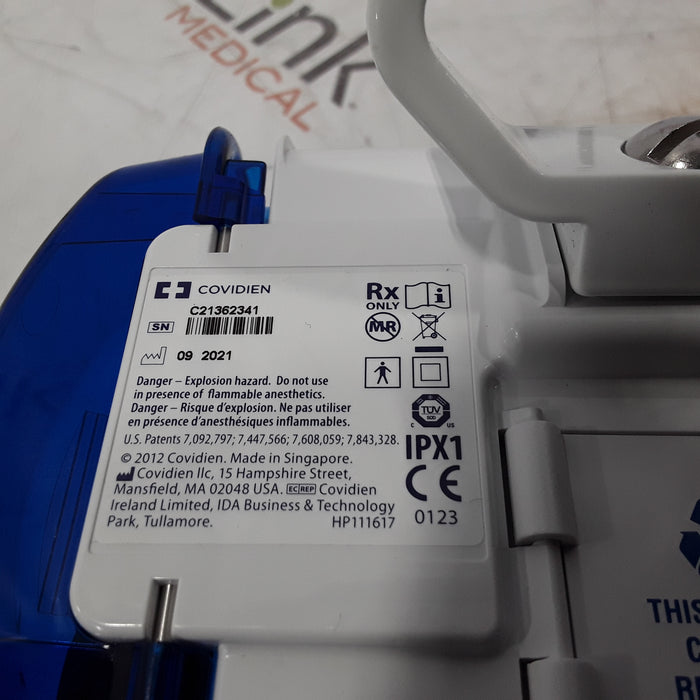 Link
MEDICAL
COVIDIEN
C21362341
SN
09 2021
Danger – Explosion hazard. Do not use
in presence of flammable anesthetics.
Danger – Risque d'explosion. Ne pas utiliser
en présence d'anesthésiques inflammables.
U.S. Patents 7,092,797; 7,447,566; 7,608,059; 7,843,328.
© 2012 Covidien. Made in Singapore.
Covidien llc, 15 Hampshire Street,
Mansfield, MA 02048 USA. EC REP Covidien
Ireland Limited, IDA Business & Technology
Park, Tullamore. HP111617
Rx
ONLY
i
MR
C TÜV US
IPX1
CE
0123
THIS